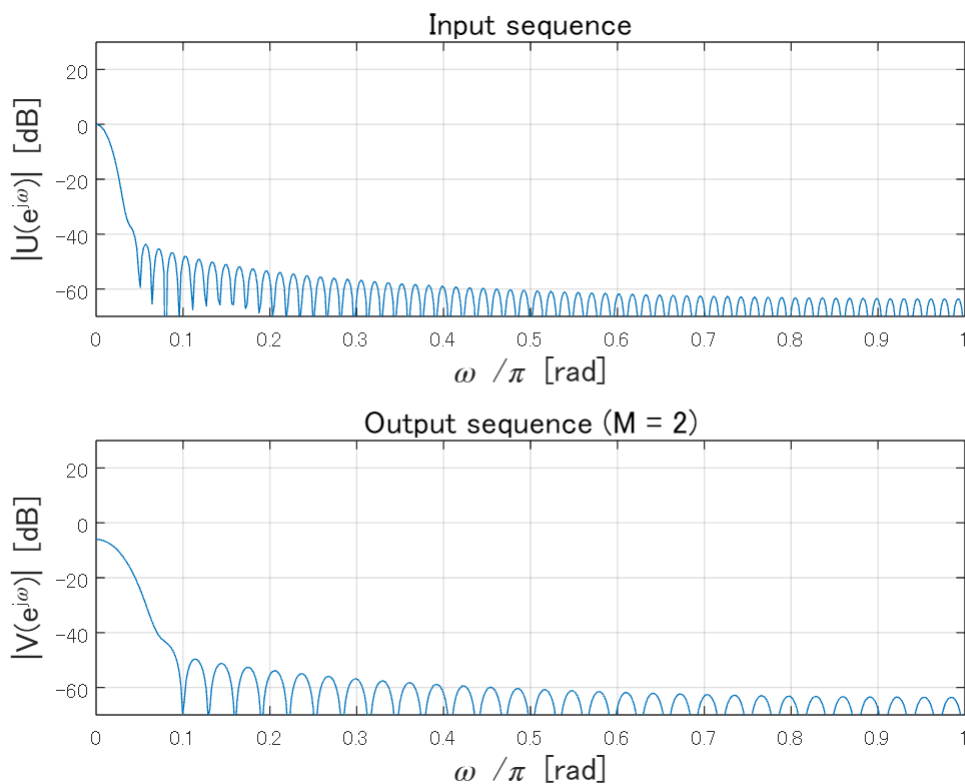 Input sequence
|U(e^{jω})| [dB]
20
0
−20
−40
−60
0 0.1 0.2 0.3 0.4 0.5 0.6 0.7 0.8 0.9 1
ω /π [rad]
Output sequence (M = 2)
|V(e^{jω})| [dB]
20
0
−20
−40
−60
0 0.1 0.2 0.3 0.4 0.5 0.6 0.7 0.8 0.9 1
ω /π [rad]